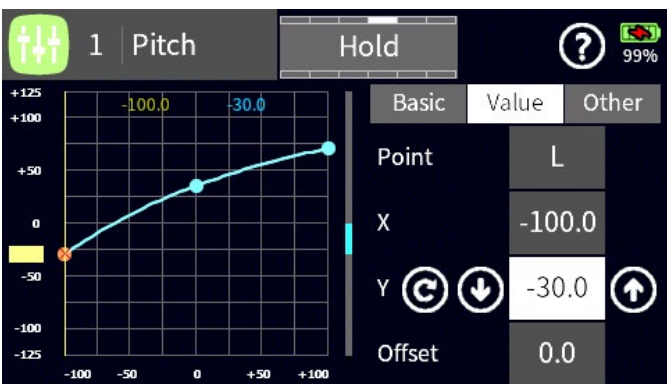 1 Pitch Hold ? 99%
Basic Value Other
+125
+100
-100.0 -30.0
Point L
+50
X -100.0
0
Y C -30.0
-50
-100
-125
Offset 0.0
-100 -50 0 +50 +100